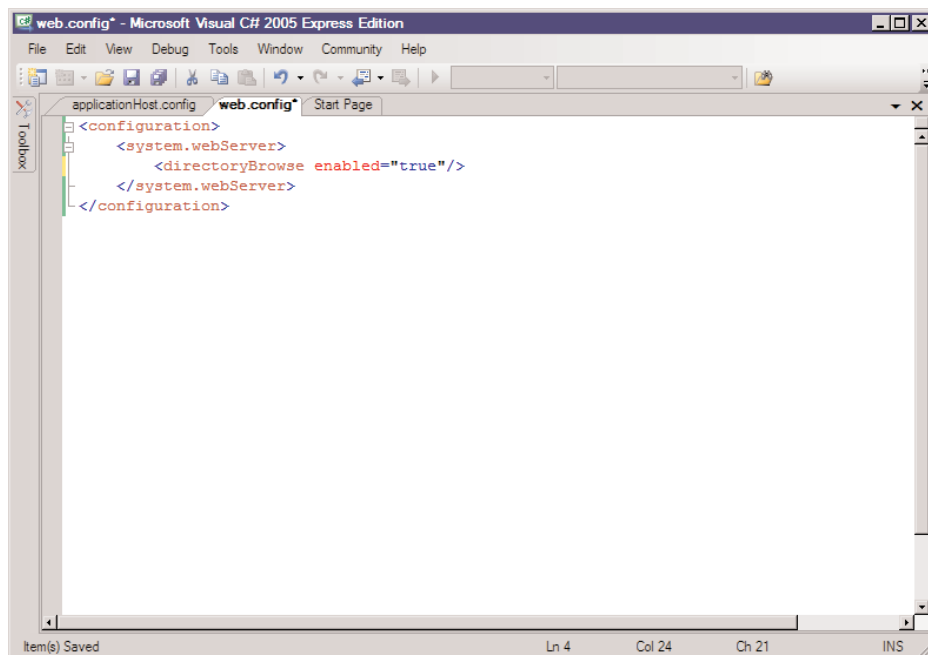 web.config* - Microsoft Visual C# 2005 Express Edition
File Edit View Debug Tools Window Community Help
applicationHost.config web.config* Start Page
Toolbox
<configuration>
<system.webServer>
<directoryBrowse enabled="true"/>
</system.webServer>
</configuration>
Item(s) Saved Ln 4 Col 24 Ch 21 INS